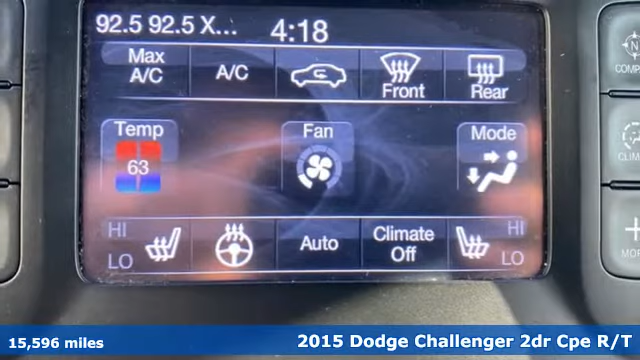 92.5 92.5 X... 4:18
Max A/C
A/C
Front
Rear
Temp
63
Fan
Mode
HI
LO
Auto
Climate Off
HI
LO
N
15,596 miles
2015 Dodge Challenger 2dr Cpe R/T